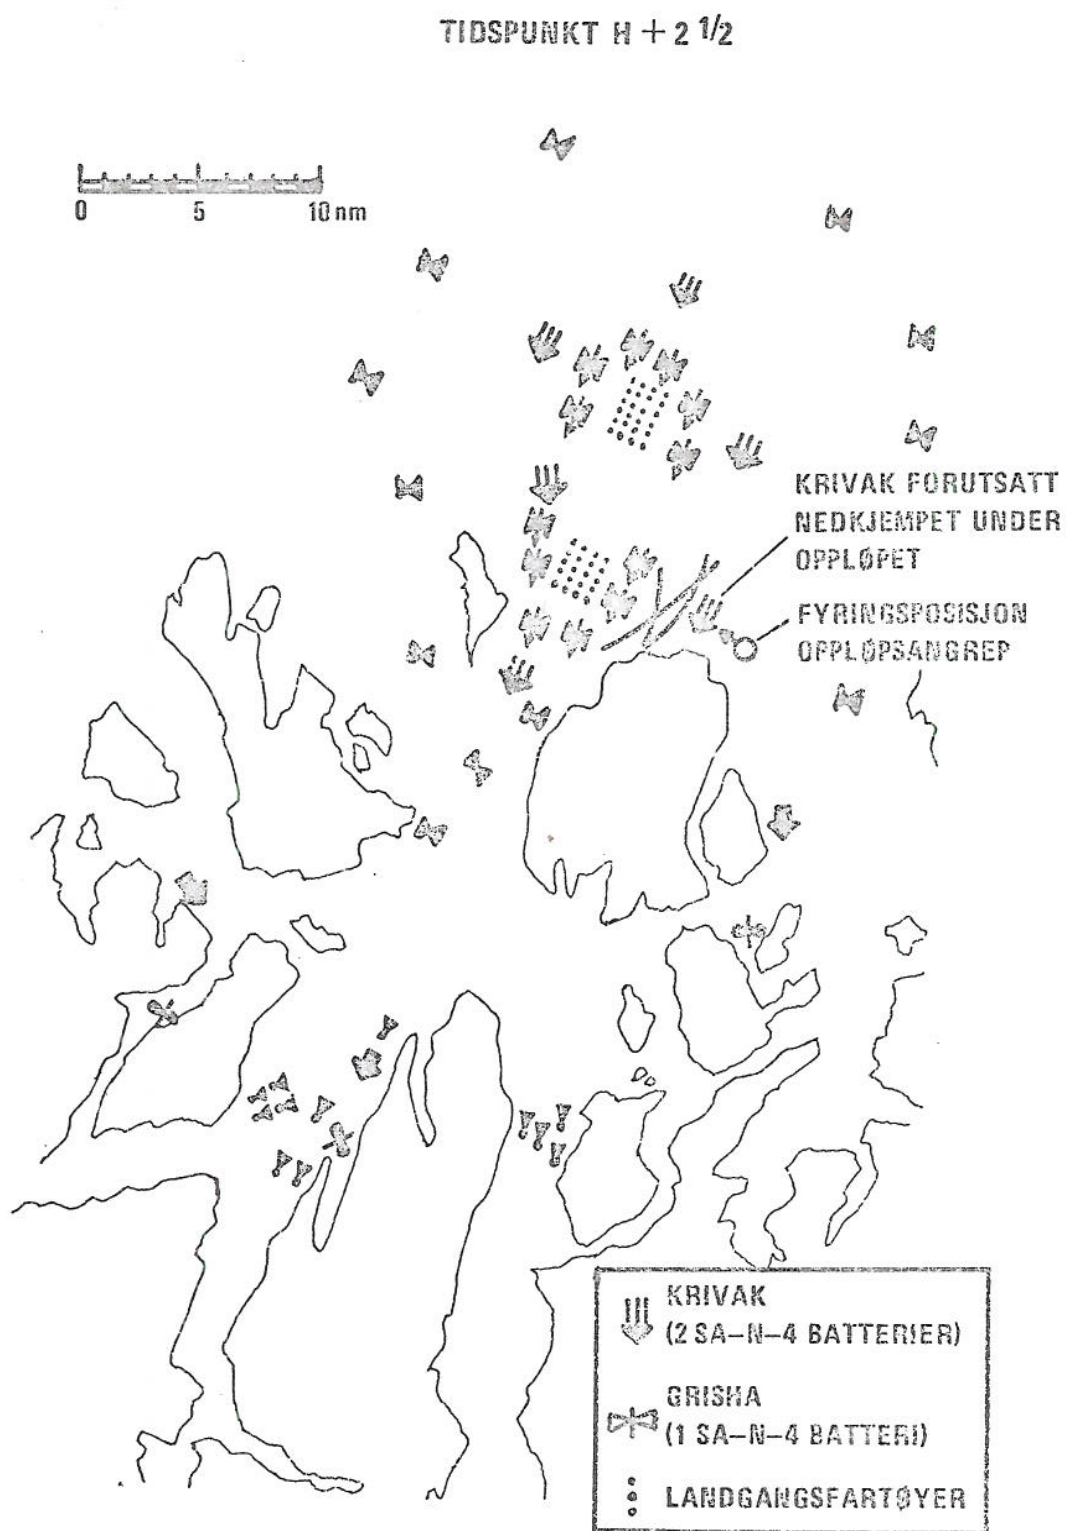 TIDSPUNKT H + 2 1/2
0 5 10 nm
KRIVAK FORUTSATT
NEDKJEMPET UNDER
OPPLØPET
FYRINGSPOSISJON
OPPLØPSANGREP
KRIVAK
(2 SA-N-4 BATTERIER)
GRISHA
(1 SA-N-4 BATTERI)
LANDGANGSFARTØYER